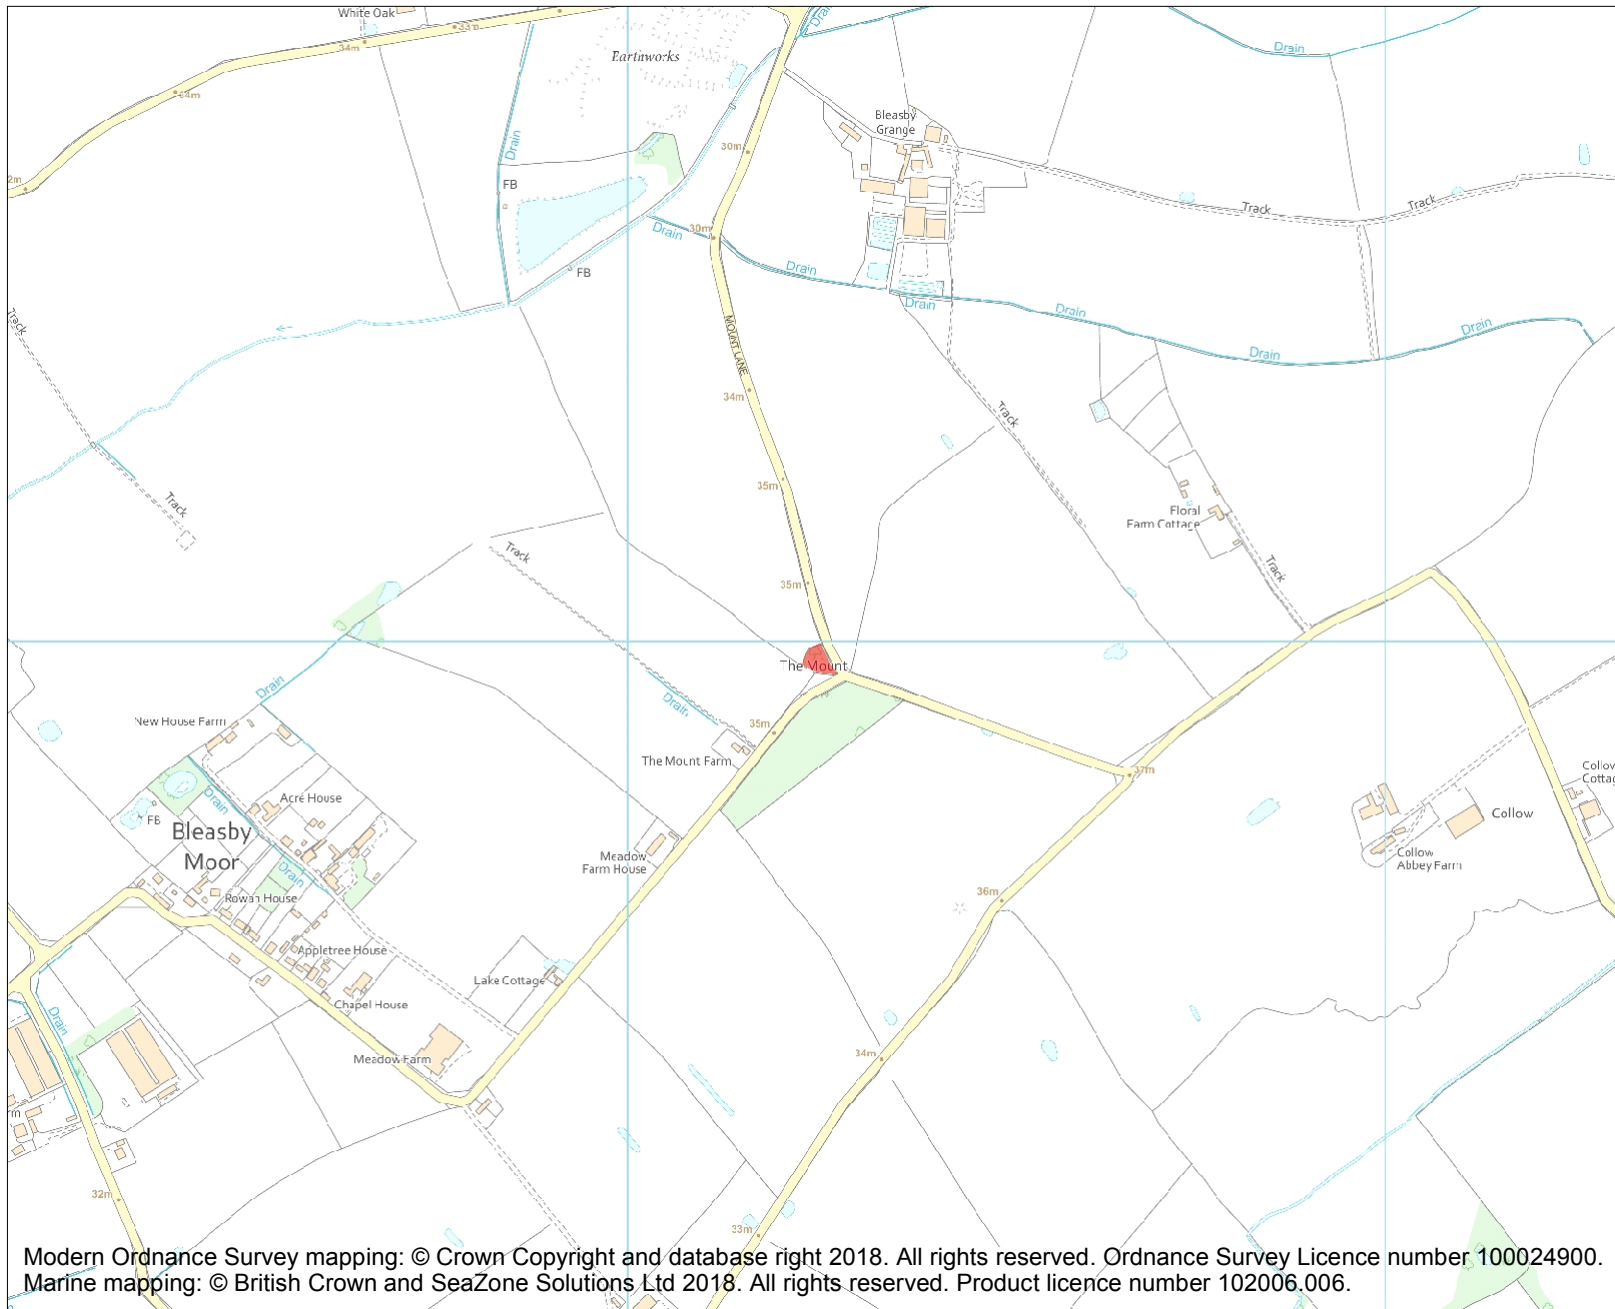 White Oak
33m
34m
34m
2m
Earthworks
Drain
Drain
Drain
30m
Bleasby
Grange
FB
Track
Track
Drain
30m
FB
Drain
Drain
Drain
Drain
Drain
Track
MOUNT LANE
34m
Track
35m
Track
Floral
Farm Cottage
Track
Track
35m
The Mount
Drain
Drain
New House Farm
35m
The Mount Farm
37m
Collow
Abbey Farm
Collow
Acre House
Drain
FB
Bleasby
Moor
Meadow
Farm House
Drain
Rowan House
36m
Appletree House
Lake Cottage
Chapel House
Drain
Meadow Farm
34m
32m
33m
Modern Ordnance Survey mapping: © Crown Copyright and database right 2018. All rights reserved. Ordnance Survey Licence number 100024900.
Marine mapping: © British Crown and SeaZone Solutions Ltd 2018. All rights reserved. Product licence number 102006.006.